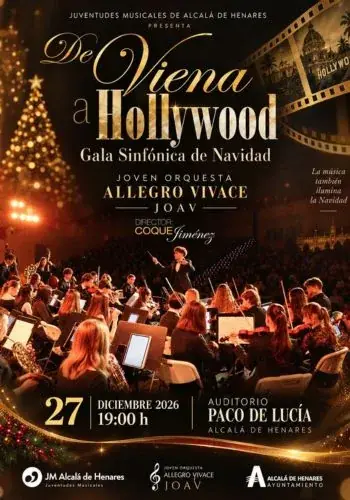 JUVENTUDES MUSICALES DE ALCALÁ DE HENARES
PRESENTA
De
Viena
a Hollywood
Gala Sinfónica de Navidad
JOVEN ORQUESTA
ALLEGRO VIVACE
JOAV
DIRECTOR:
COQUE Jiménez
HOLLYWOOD
La música
también
ilumina
la Navidad
27 DICIEMBRE 2026
19:00 h
AUDITORIO
PACO DE LUCÍA
ALCALÁ DE HENARES
JM Alcalá de Henares
Juventudes Musicales
JOVEN ORQUESTA
ALLEGRO VIVACE
JOAV
ALCALÁ DE HENARES
AYUNTAMIENTO